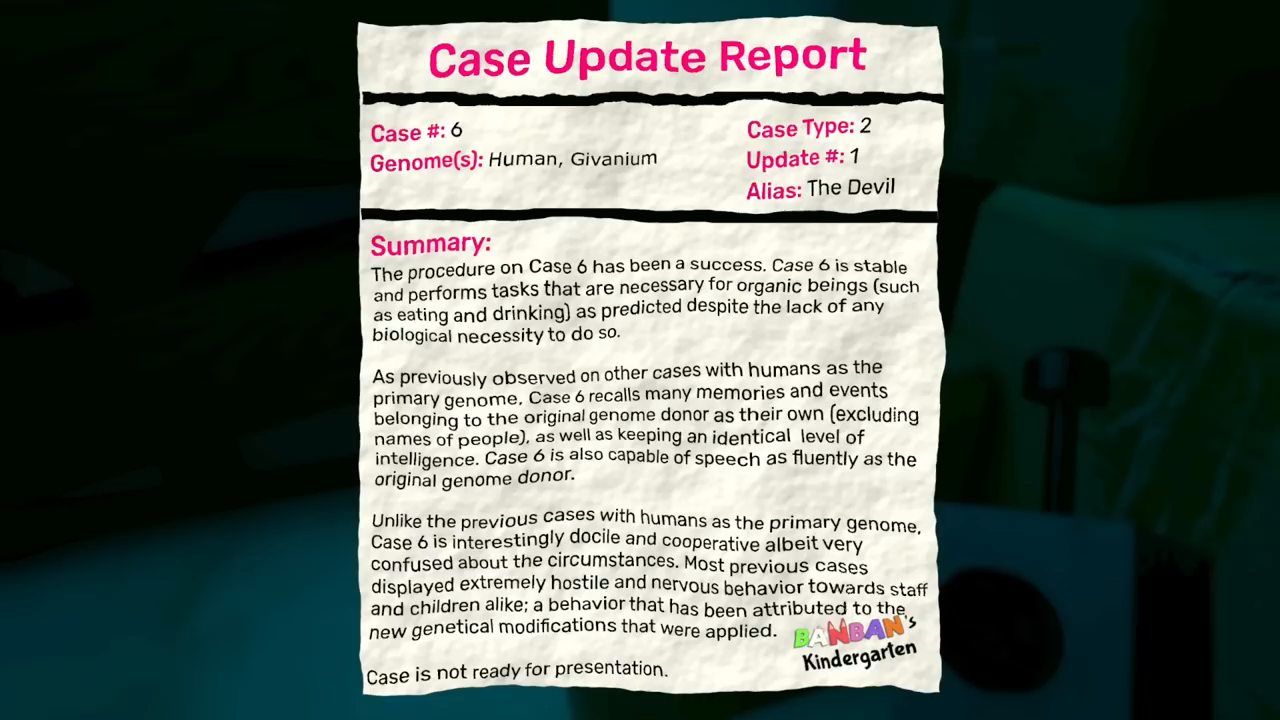 Case Update Report
Case #: 6
Case Type: 2
Genome(s): Human, Givanium
Update #: 1
Alias: The Devil
Summary:
The procedure on Case 6 has been a success. Case 6 is stable
and performs tasks that are necessary for organic beings (such
as eating and drinking) as predicted despite the lack of any
biological necessity to do so.
As previously observed on other cases with humans as the
primary genome, Case 6 recalls many memories and events
belonging to the original genome donor as their own (excluding
names of people), as well as keeping an identical level of
intelligence. Case 6 is also capable of speech as fluently as the
original genome donor.
Unlike the previous cases with humans as the primary genome,
Case 6 is interestingly docile and cooperative albeit very
confused about the circumstances. Most previous cases
displayed extremely hostile and nervous behavior towards staff
and children alike; a behavior that has been attributed to the
new genetical modifications that were applied.
BANBAN's
Kindergarten
Case is not ready for presentation.